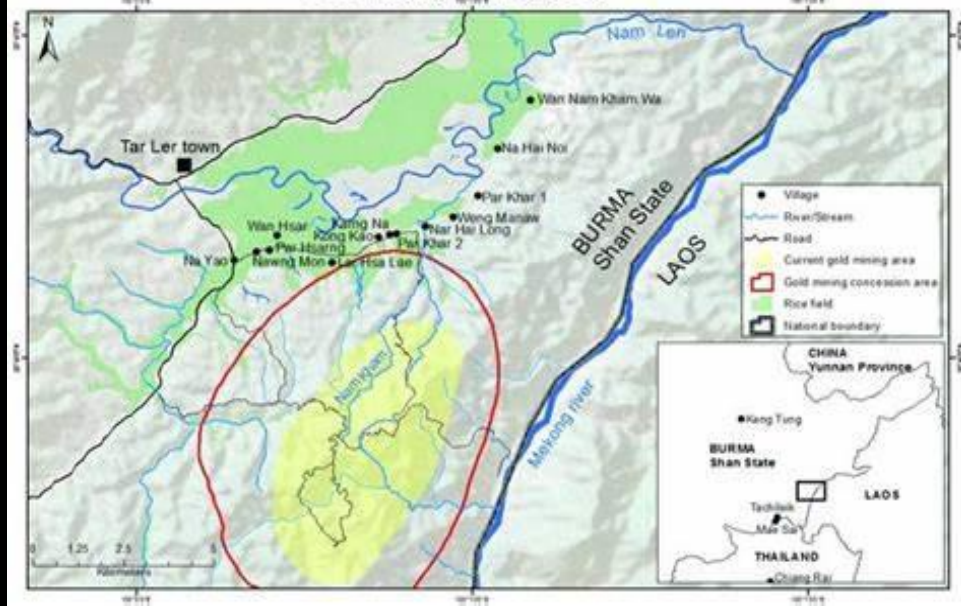 N
Nam Len
Wan Nam Kham Wa
Tar Ler town
Na Hai Noi
Par Khar 1
Weng Manaw
Nar Hai Long
Wan Hsar
Karng Na
Kong Kao
Par Khar 2
Par Hsarng
Na Yao
Nawng Mon
Ler Hsa Lae
BURMA
Shan State
LAOS
Nam Kham
Mekong river
Village
River/Stream
Road
Current gold mining area
Gold mining concession area
Rice field
National boundary
CHINA
Yunnan Province
Keng Tung
BURMA
Shan State
LAOS
Tachileik
Mae Sai
THAILAND
Chiang Rai
0 1.25 2.5 5
Kilometers